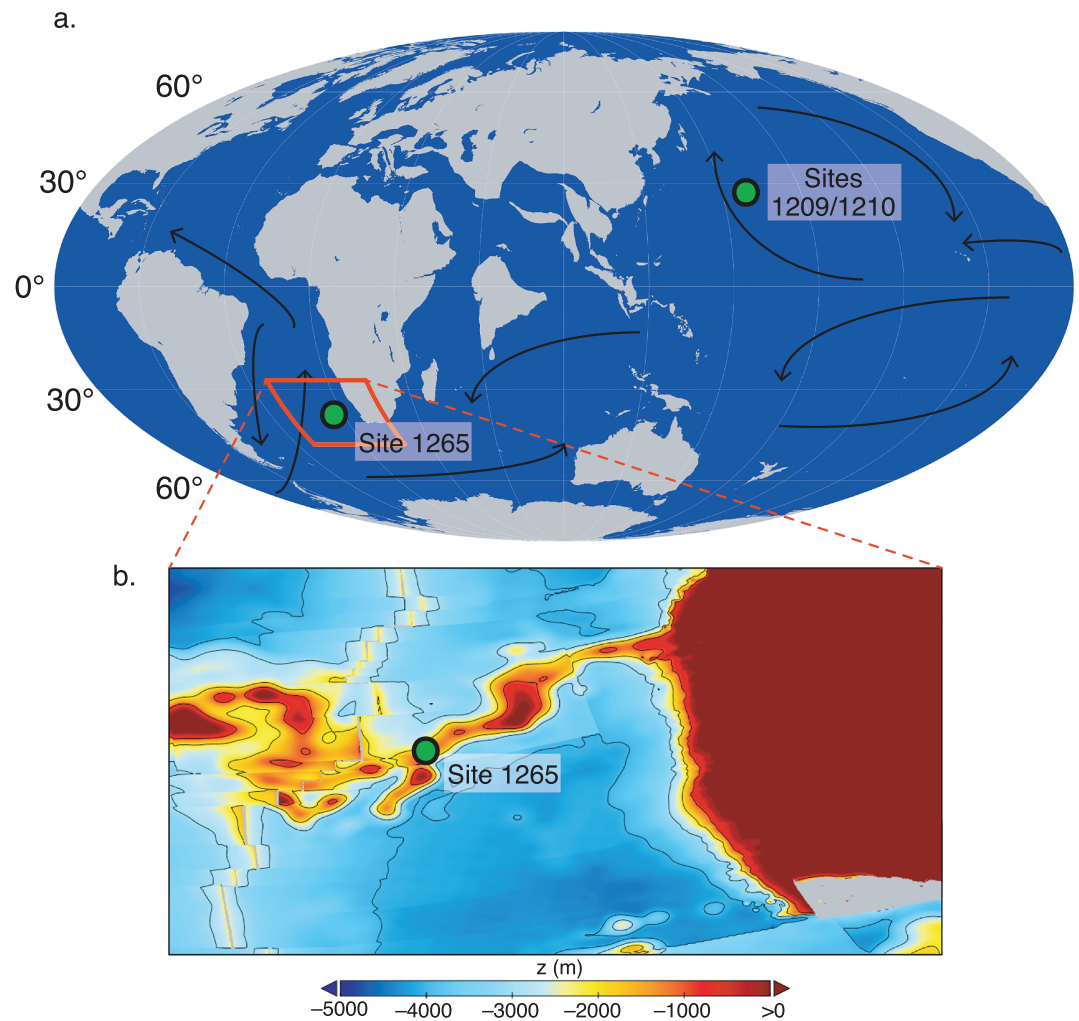 a.
60°
30°
0°
30°
60°
Sites
1209/1210
Site 1265
b.
Site 1265
z (m)
–5000 –4000 –3000 –2000 –1000 >0